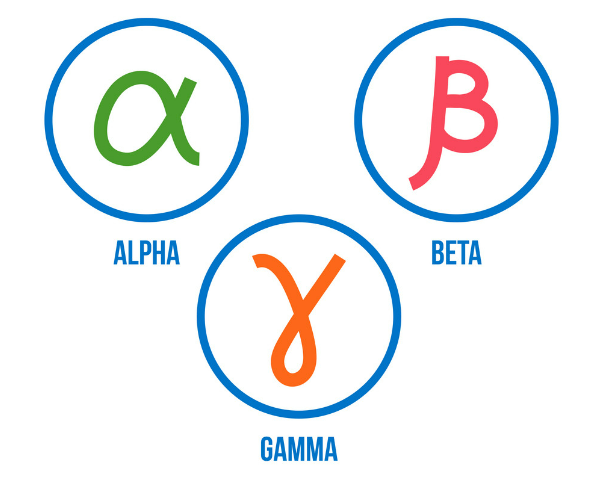 α β
ALPHA BETA
γ
GAMMA